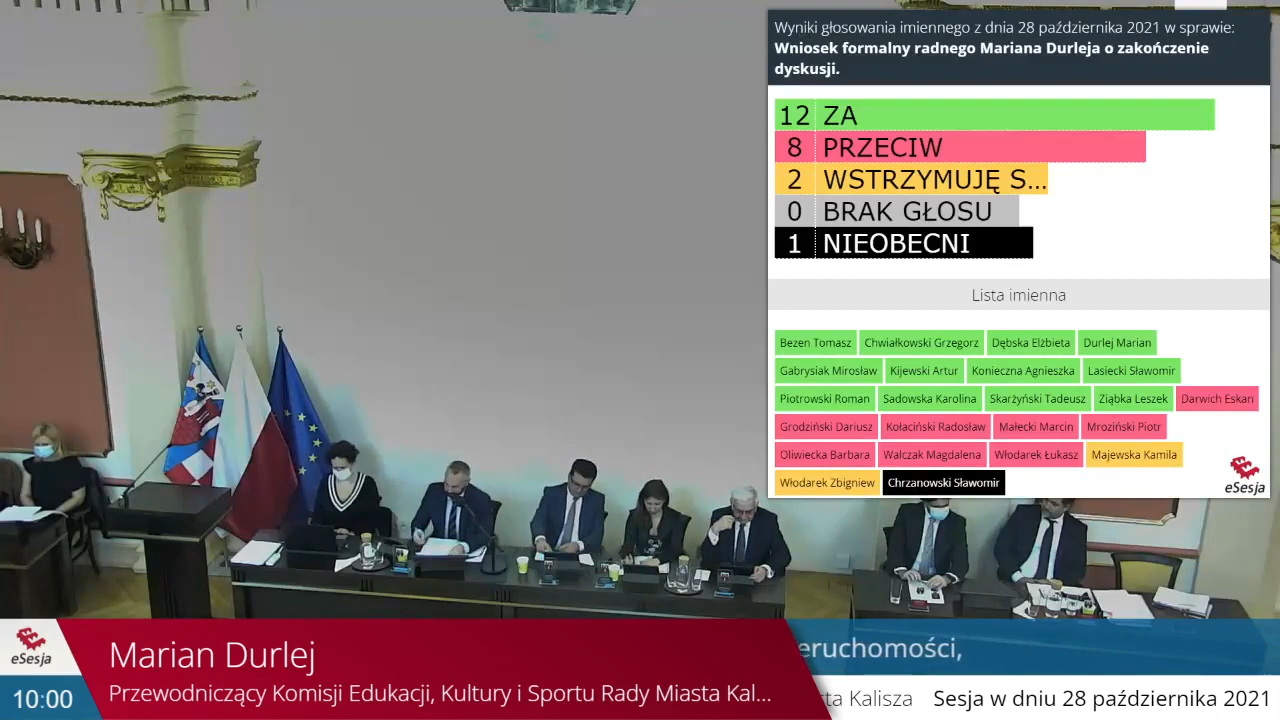 Wyniki głosowania imiennego z dnia 28 października 2021 w sprawie:
Wniosek formalny radnego Mariana Durleja o zakończenie
dyskusji.
12 ZA
8 PRZECIW
2 WSTRZYMUJĘ S...
0 BRAK GŁOSU
1 NIEOBECNI
Lista imienna
Bezen Tomasz Chwiałkowski Grzegorz Dębska Elżbieta Durlej Marian
Gabrysiak Mirosław Kijewski Artur Konieczna Agnieszka Lasiecki Sławomir
Piotrowski Roman Sadowska Karolina Skarżyński Tadeusz Ziąbka Leszek Darwich Eskan
Grodziński Dariusz Kołaciński Radosław Małecki Marcin Mroziński Piotr
Oliwiecka Barbara Walczak Magdalena Włodarek Łukasz Majewska Kamila
Włodarek Zbigniew Chrzanowski Sławomir
eSesja
eSesja
Marian Durlej
eruchomości,
10:00
Przewodniczący Komisji Edukacji, Kultury i Sportu Rady Miasta Kal...
ta Kalisza
Sesja w dniu 28 października 2021